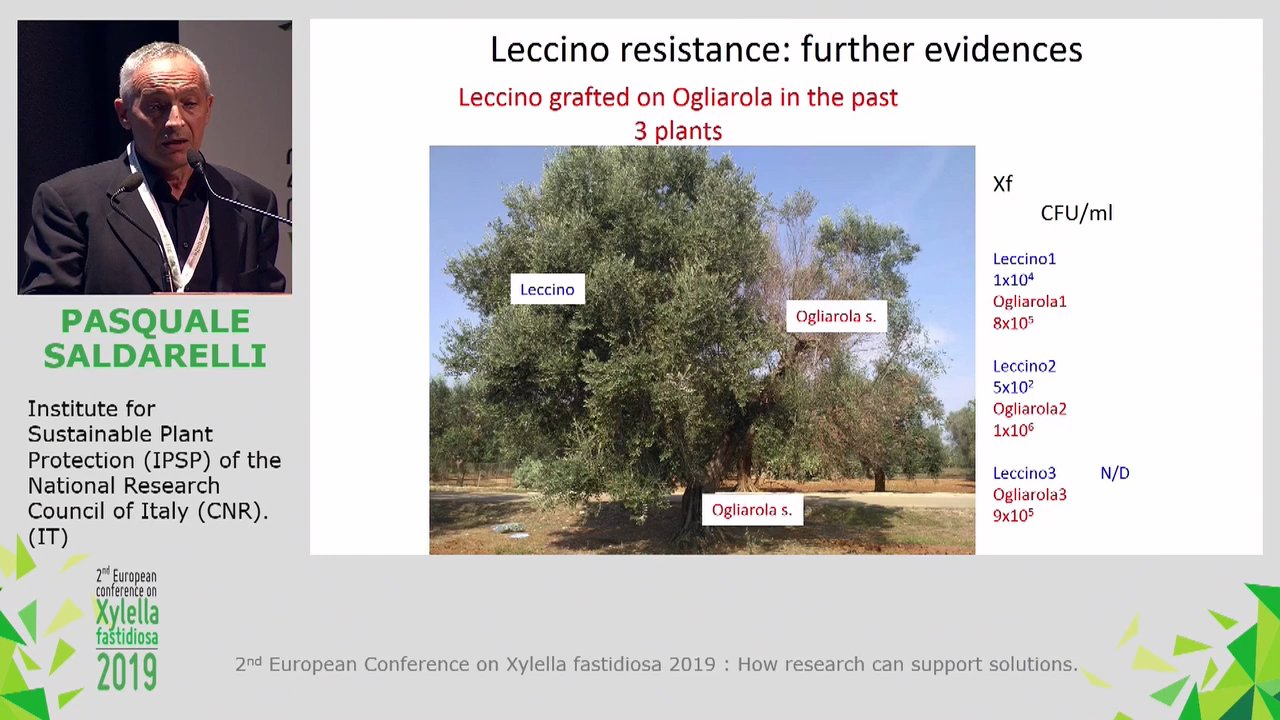 Leccino resistance: further evidences
Leccino grafted on Ogliarola in the past
3 plants
Leccino
Ogliarola s.
Ogliarola s.
Xf
CFU/ml
Leccino1
1x10⁴
Ogliarola1
8x10⁵
Leccino2
5x10²
Ogliarola2
1x10⁶
Leccino3 N/D
Ogliarola3
9x10⁵
PASQUALE
SALDARELLI
Institute for
Sustainable Plant
Protection (IPSP) of the
National Research
Council of Italy (CNR).
(IT)
2nd European
conference on
Xylella
fastidiosa
2019
2nd European Conference on Xylella fastidiosa 2019 : How research can support solutions.